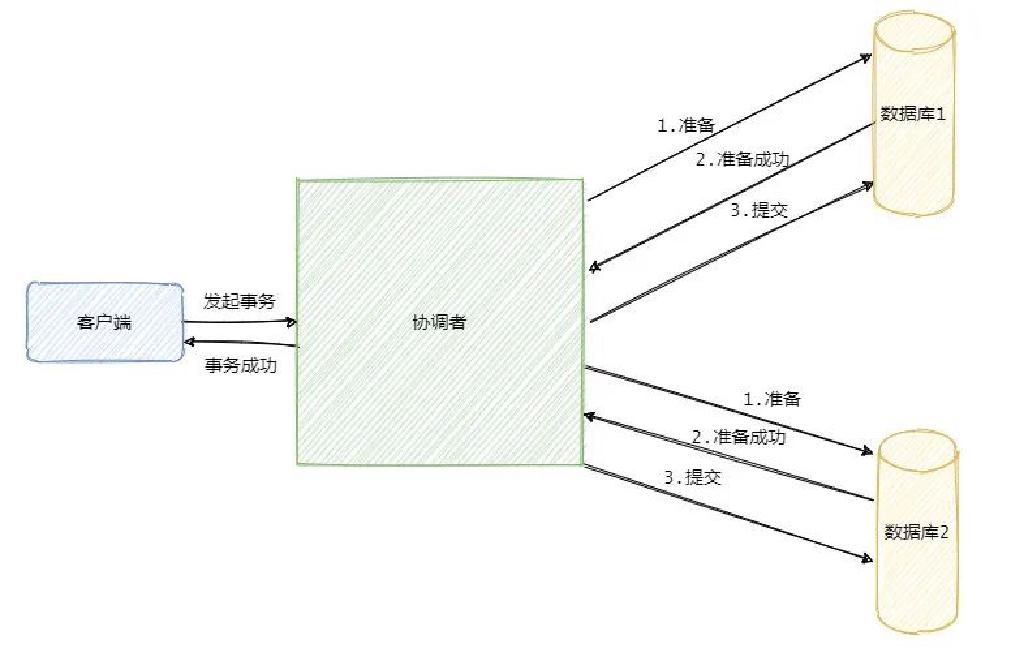 客户端
发起事务
事务成功
协调者
1.准备
2.准备成功
3.提交
数据库1
1.准备
2.准备成功
3.提交
数据库2